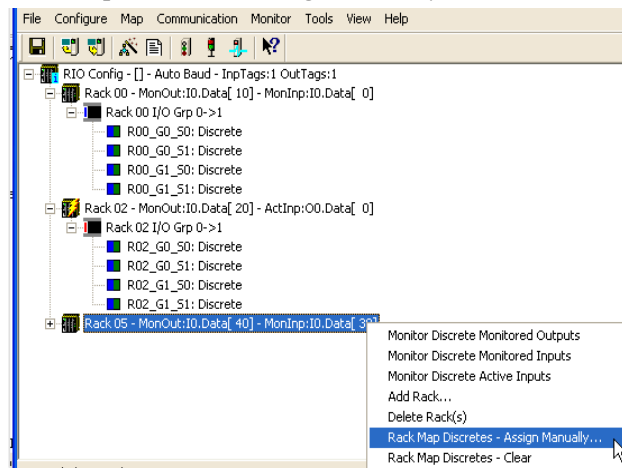 File Configure Map Communication Monitor Tools View Help
RIO Config - [] - Auto Baud - InpTags:1 OutTags:1
Rack 00 - MonOut:I0.Data[ 10] - MonInp:I0.Data[ 0]
Rack 00 I/O Grp 0->1
R00_G0_S0: Discrete
R00_G0_S1: Discrete
R00_G1_S0: Discrete
R00_G1_S1: Discrete
Rack 02 - MonOut:I0.Data[ 20] - ActInp:O0.Data[ 0]
Rack 02 I/O Grp 0->1
R02_G0_S0: Discrete
R02_G0_S1: Discrete
R02_G1_S0: Discrete
R02_G1_S1: Discrete
Rack 05 - MonOut:I0.Data[ 40] - MonInp:I0.Data[ 30]
Monitor Discrete Monitored Outputs
Monitor Discrete Monitored Inputs
Monitor Discrete Active Inputs
Add Rack...
Delete Rack(s)
Rack Map Discretes - Assign Manually...
Rack Map Discretes - Clear